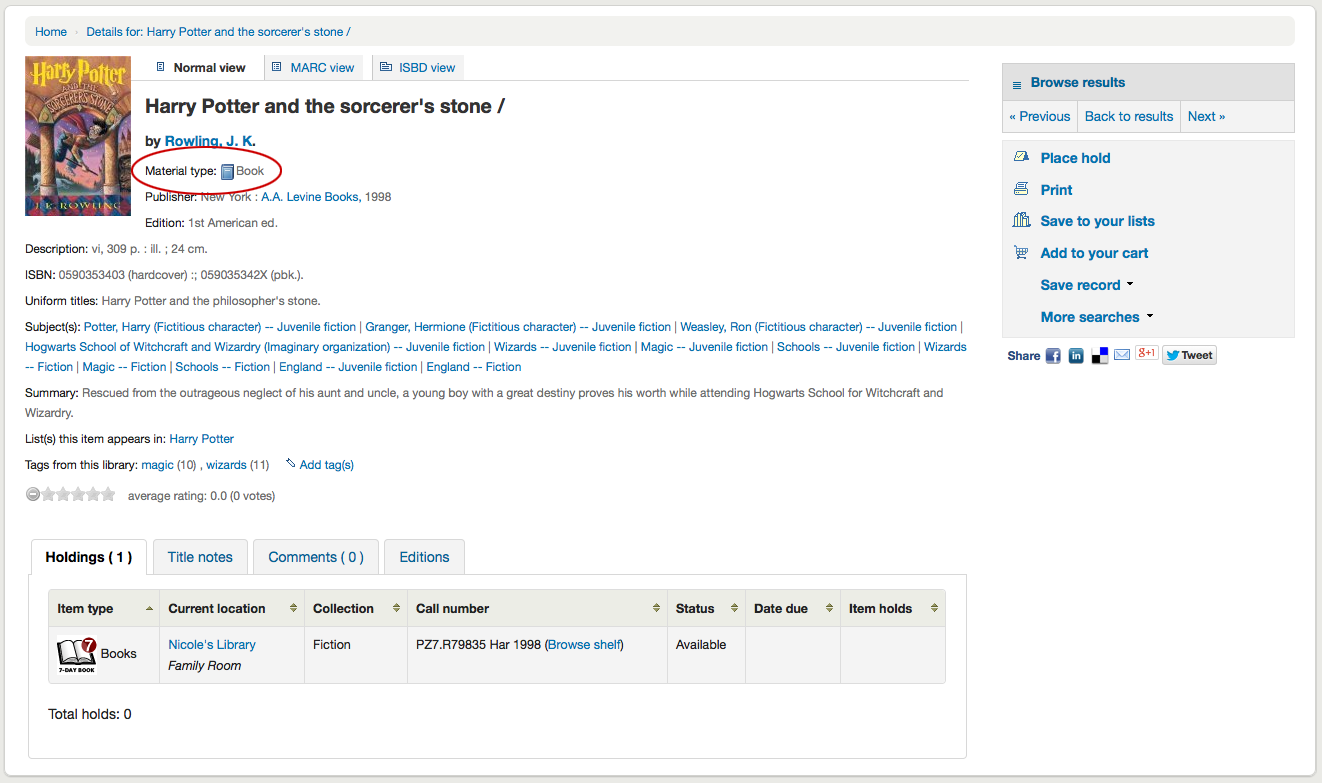 Home › Details for: Harry Potter and the sorcerer's stone /
Harry Potter
AND THE
SORCERER'S STONE
J.K. ROWLING
Normal view MARC view ISBD view
Harry Potter and the sorcerer's stone /
by Rowling, J. K.
Material type: Book
Publisher: New York : A.A. Levine Books, 1998
Edition: 1st American ed.
Description: vi, 309 p. : ill. ; 24 cm.
ISBN: 0590353403 (hardcover) :; 059035342X (pbk.).
Uniform titles: Harry Potter and the philosopher's stone.
Subject(s): Potter, Harry (Fictitious character) -- Juvenile fiction | Granger, Hermione (Fictitious character) -- Juvenile fiction | Weasley, Ron (Fictitious character) -- Juvenile fiction |
Hogwarts School of Witchcraft and Wizardry (Imaginary organization) -- Juvenile fiction | Wizards -- Juvenile fiction | Magic -- Juvenile fiction | Schools -- Juvenile fiction | Wizards
-- Fiction | Magic -- Fiction | Schools -- Fiction | England -- Juvenile fiction | England -- Fiction
Summary: Rescued from the outrageous neglect of his aunt and uncle, a young boy with a great destiny proves his worth while attending Hogwarts School for Witchcraft and
Wizardry.
List(s) this item appears in: Harry Potter
Tags from this library: magic (10) , wizards (11) Add tag(s)
average rating: 0.0 (0 votes)
Holdings ( 1 ) Title notes Comments ( 0 ) Editions
Item type Current location Collection Call number Status Date due Item holds
7
7-DAY BOOK
Books Nicole's Library Fiction PZ7.R79835 Har 1998 (Browse shelf) Available
Family Room
Total holds: 0
Browse results
« Previous Back to results Next »
Place hold
Print
Save to your lists
Add to your cart
Save record
More searches
Share f in g+1 Tweet